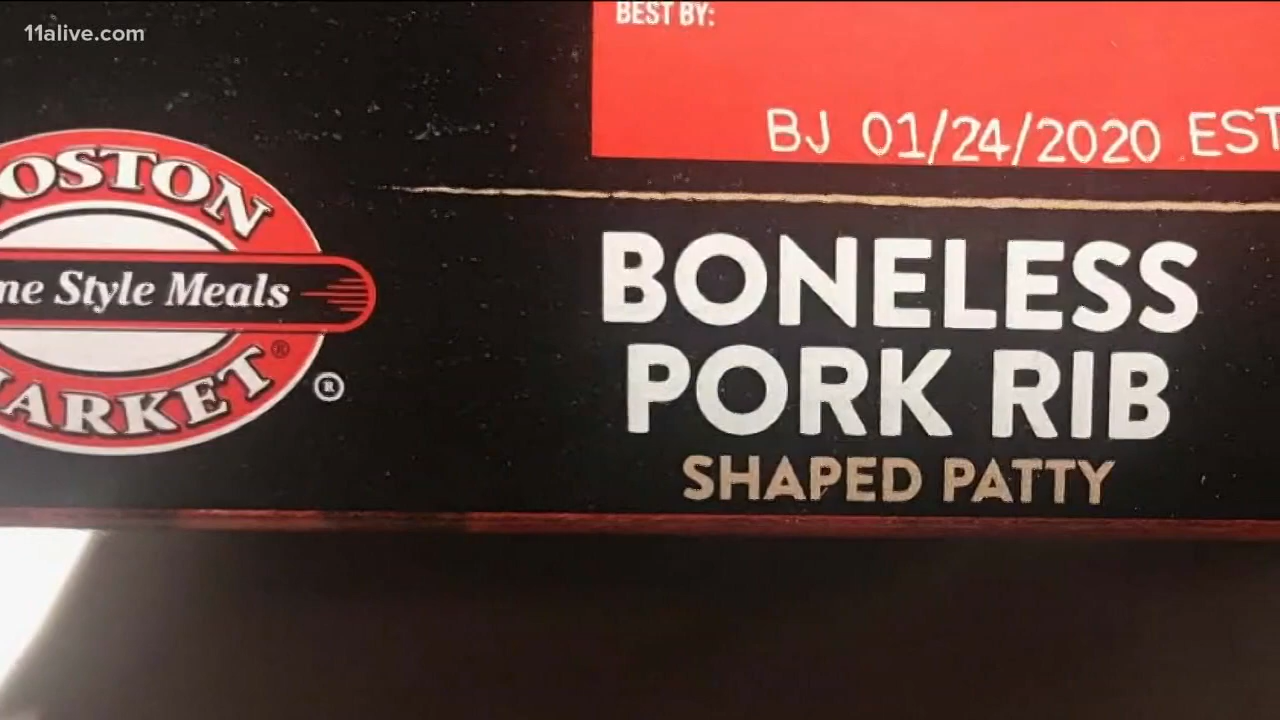 11alive.com
BEST BY:
BJ 01/24/2020 EST
OSTON
me Style Meals
ARKET®
®
BONELESS
PORK RIB
SHAPED PATTY